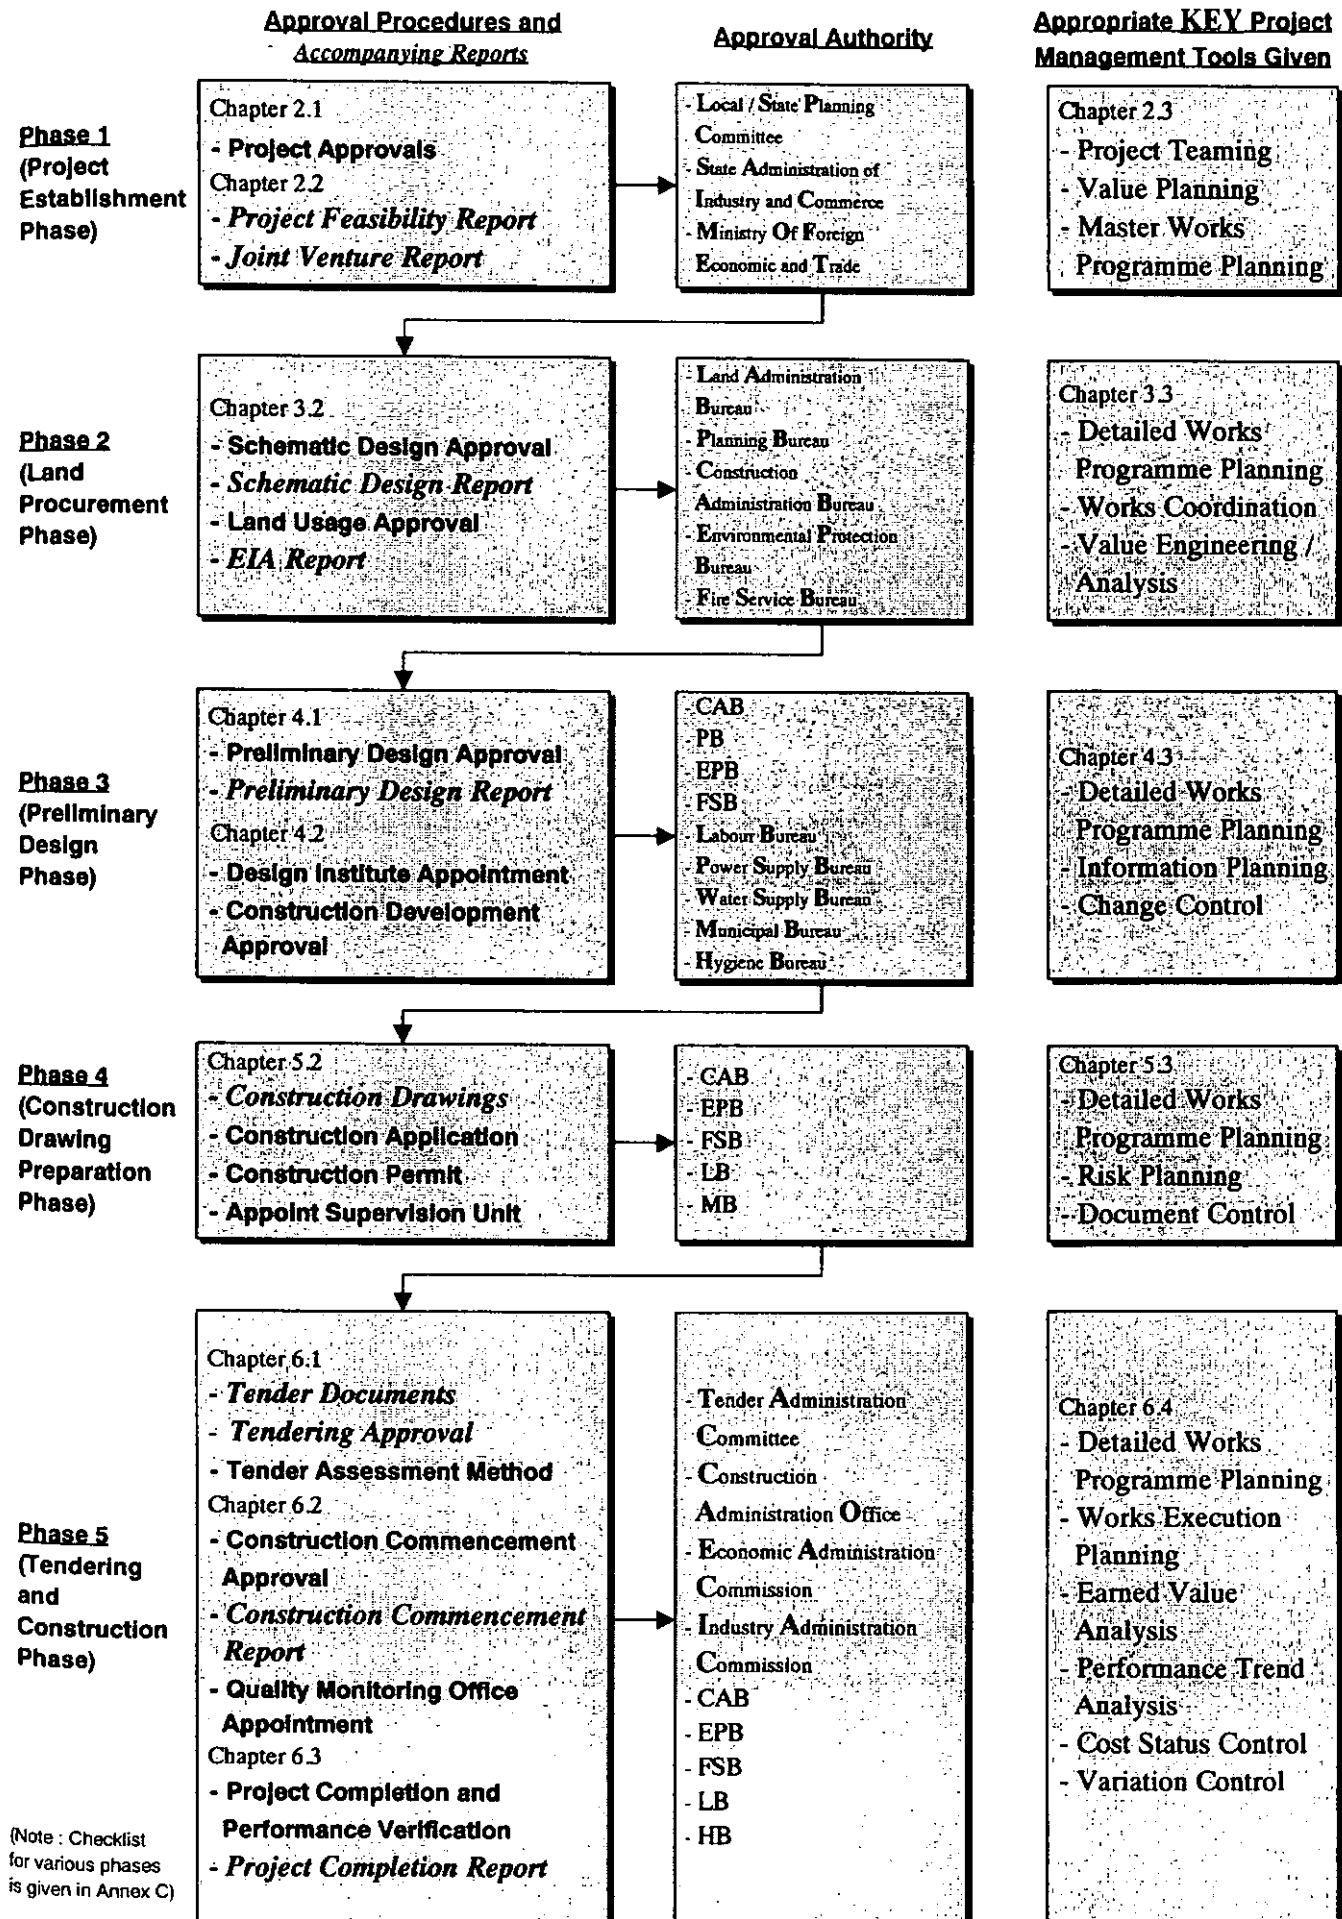 Approval Procedures and
Accompanying Reports
Approval Authority
Appropriate KEY Project
Management Tools Given
Phase 1
(Project
Establishment
Phase)
Chapter 2.1
- Project Approvals
Chapter 2.2
- Project Feasibility Report
- Joint Venture Report
- Local / State Planning
Committee
- State Administration of
Industry and Commerce
- Ministry Of Foreign
Economic and Trade
Chapter 2.3
- Project Teaming
- Value Planning
- Master Works
Programme Planning
Phase 2
(Land
Procurement
Phase)
Chapter 3.2
- Schematic Design Approval
- Schematic Design Report
- Land Usage Approval
- EIA Report
- Land Administration
Bureau
- Planning Bureau
- Construction
Administration Bureau
- Environmental Protection
Bureau
- Fire Service Bureau
Chapter 3.3
- Detailed Works
Programme Planning
- Works Coordination
- Value Engineering /
Analysis
Phase 3
(Preliminary
Design
Phase)
Chapter 4.1
- Preliminary Design Approval
- Preliminary Design Report
Chapter 4.2
- Design Institute Appointment
- Construction Development
Approval
- CAB
- PB
- EPB
- FSB
- Labour Bureau
- Power Supply Bureau
- Water Supply Bureau
- Municipal Bureau
- Hygiene Bureau
Chapter 4.3
- Detailed Works
Programme Planning
- Information Planning
- Change Control
Phase 4
(Construction
Drawing
Preparation
Phase)
Chapter 5.2
- Construction Drawings
- Construction Application
- Construction Permit
- Appoint Supervision Unit
- CAB
- EPB
- FSB
- LB
- MB
Chapter 5.3
- Detailed Works
Programme Planning
- Risk Planning
- Document Control
Phase 5
(Tendering
and
Construction
Phase)
Chapter 6.1
- Tender Documents
- Tendering Approval
- Tender Assessment Method
Chapter 6.2
- Construction Commencement
Approval
- Construction Commencement
Report
- Quality Monitoring Office
Appointment
Chapter 6.3
- Project Completion and
Performance Verification
- Project Completion Report
- Tender Administration
Committee
- Construction
Administration Office
- Economic Administration
Commission
- Industry Administration
Commission
- CAB
- EPB
- FSB
- LB
- HB
Chapter 6.4
- Detailed Works
Programme Planning
- Works Execution
Planning
- Earned Value
Analysis
- Performance Trend
Analysis
- Cost Status Control
- Variation Control
(Note : Checklist
for various phases
is given in Annex C)